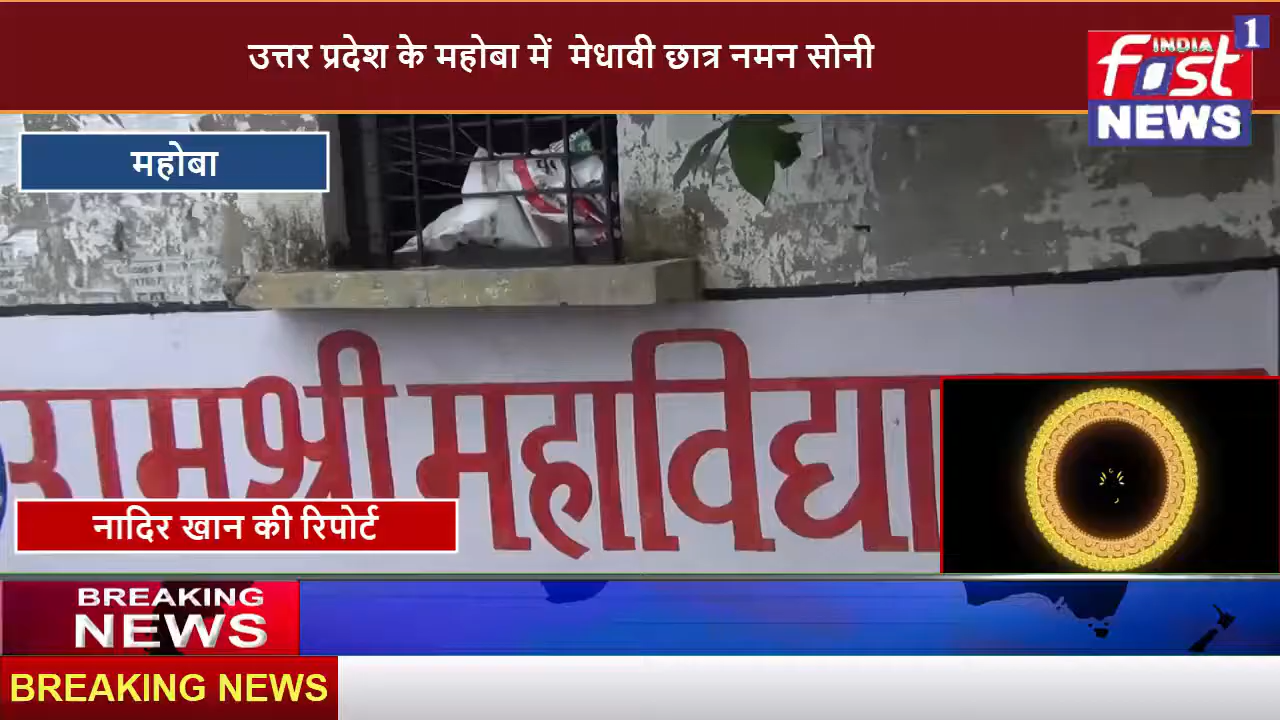 उत्तर प्रदेश के महोबा में मेधावी छात्र नमन सोनी
INDIA
1
fast
NEWS
महोबा
रामश्री महाविद्या
नादिर खान की रिपोर्ट
BREAKING
NEWS
BREAKING NEWS